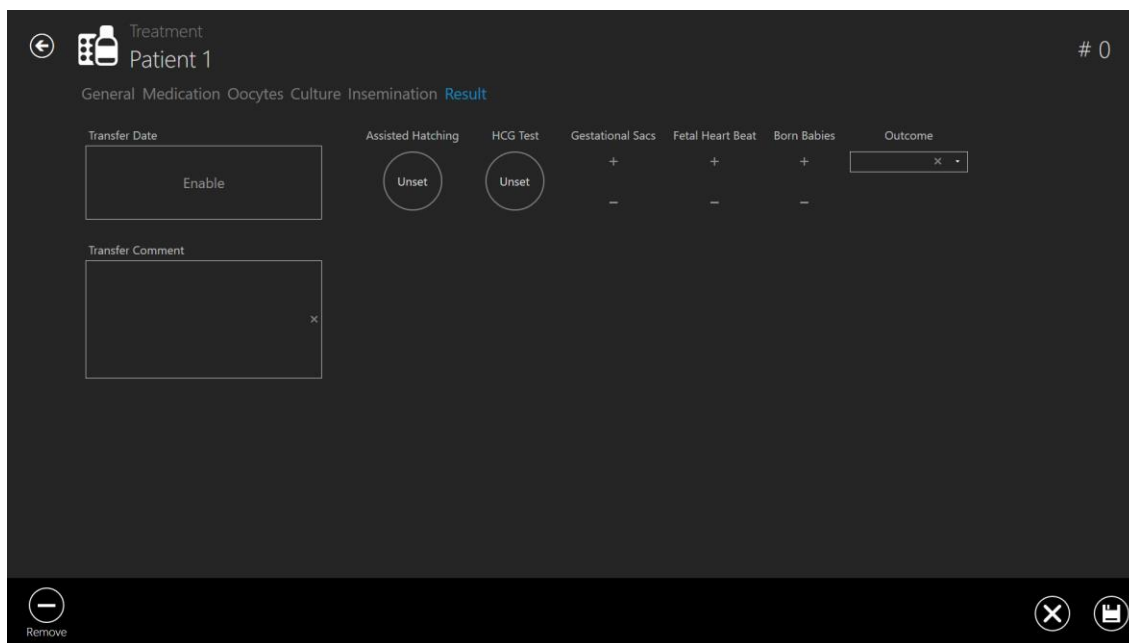 Treatment
Patient 1
# 0
General Medication Oocytes Culture Insemination Result
Transfer Date Assisted Hatching HCG Test Gestational Sacs Fetal Heart Beat Born Babies Outcome
+ + + ×
Enable Unset Unset
− − −
Transfer Comment
×
Remove